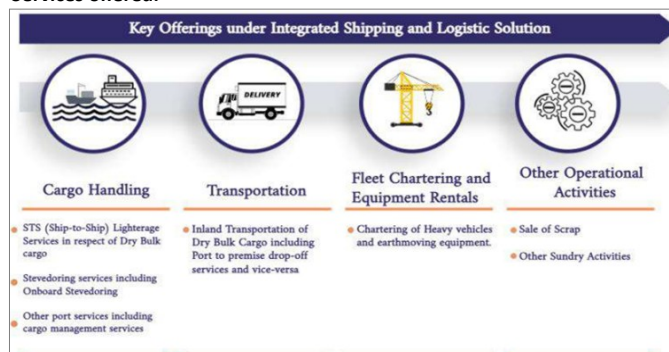 Services offered:
Key Offerings under Integrated Shipping and Logistic Solution
DELIVERY
Cargo Handling
STS (Ship-to-Ship) Lighterage
Services in respect of Dry Bulk
cargo
Stevedoring services including
Onboard Stevedoring
Other port services including
cargo management services
Transportation
Inland Transportation of
Dry Bulk Cargo including
Port to premise drop-off
services and vice-versa
Fleet Chartering and
Equipment Rentals
Chartering of Heavy vehicles
and earthmoving equipment.
Other Operational
Activities
Sale of Scrap
Other Sundry Activities